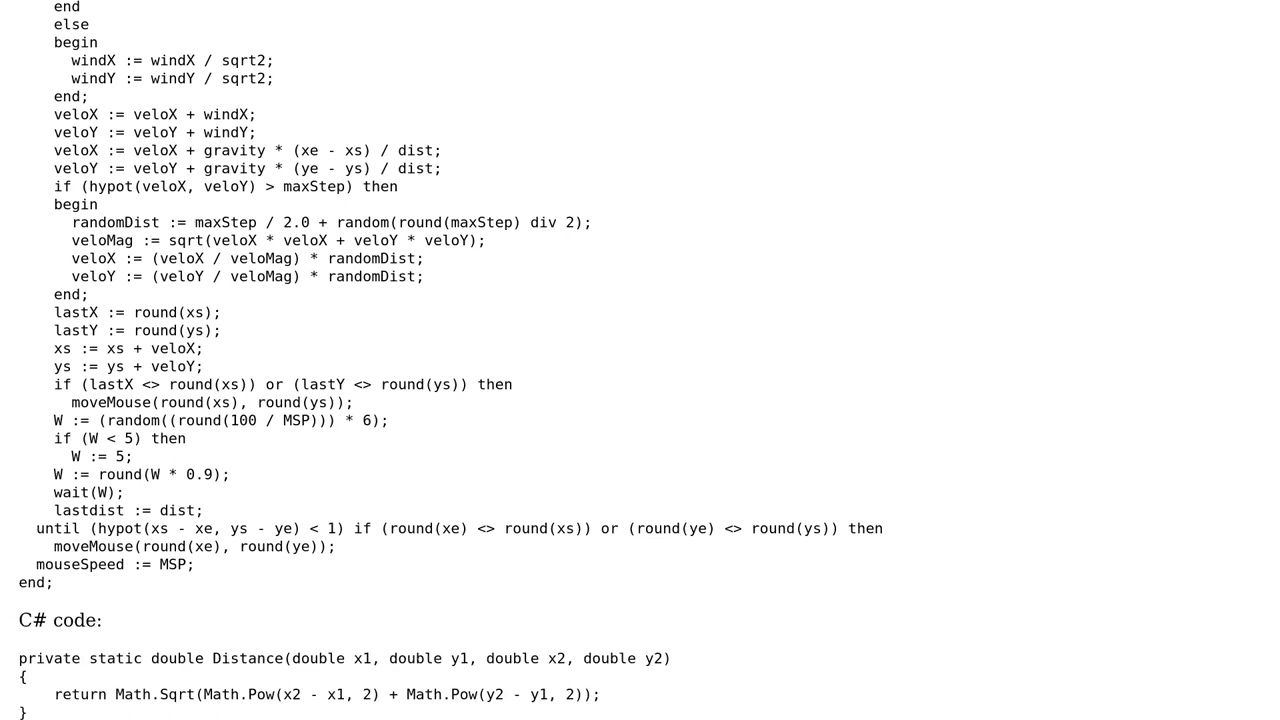 end
    else
    begin
      windX := windX / sqrt2;
      windY := windY / sqrt2;
    end;
    veloX := veloX + windX;
    veloY := veloY + windY;
    veloX := veloX + gravity * (xe - xs) / dist;
    veloY := veloY + gravity * (ye - ys) / dist;
    if (hypot(veloX, veloY) > maxStep) then
    begin
      randomDist := maxStep / 2.0 + random(round(maxStep) div 2);
      veloMag := sqrt(veloX * veloX + veloY * veloY);
      veloX := (veloX / veloMag) * randomDist;
      veloY := (veloY / veloMag) * randomDist;
    end;
    lastX := round(xs);
    lastY := round(ys);
    xs := xs + veloX;
    ys := ys + veloY;
    if (lastX <> round(xs)) or (lastY <> round(ys)) then
      moveMouse(round(xs), round(ys));
    W := (random((round(100 / MSP))) * 6);
    if (W < 5) then
      W := 5;
    W := round(W * 0.9);
    wait(W);
    lastdist := dist;
  until (hypot(xs - xe, ys - ye) < 1) if (round(xe) <> round(xs)) or (round(ye) <> round(ys)) then
    moveMouse(round(xe), round(ye));
  mouseSpeed := MSP;
end;
C# code:
private static double Distance(double x1, double y1, double x2, double y2)
{
    return Math.Sqrt(Math.Pow(x2 - x1, 2) + Math.Pow(y2 - y1, 2));
}